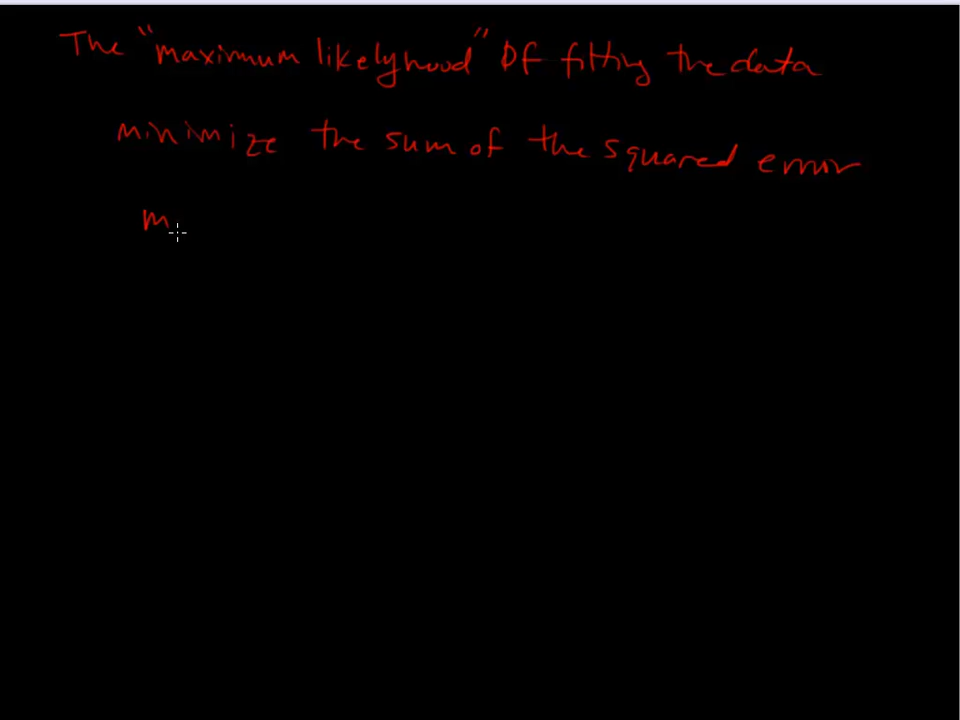 The "maximum likelyhood" Of fitting the data
minimize the sum of the squared error
m